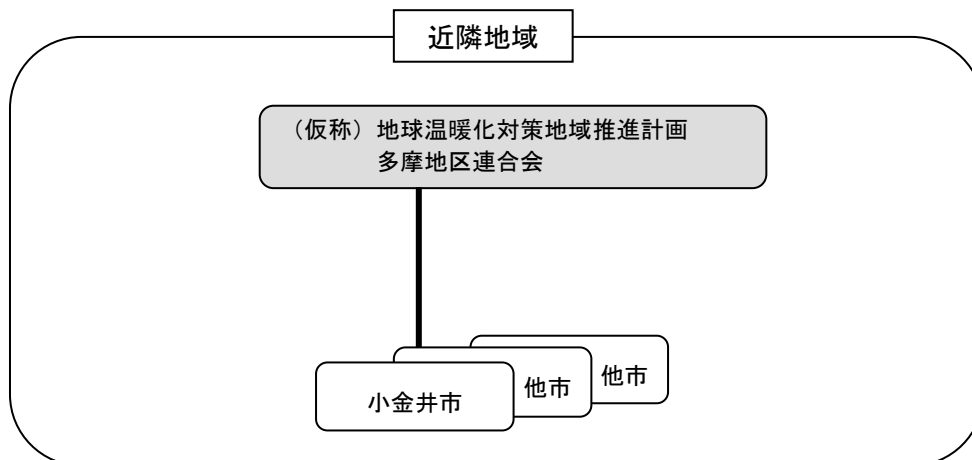 近隣地域
（仮称）地球温暖化対策地域推進計画
多摩地区連合会
小金井市
他市
他市